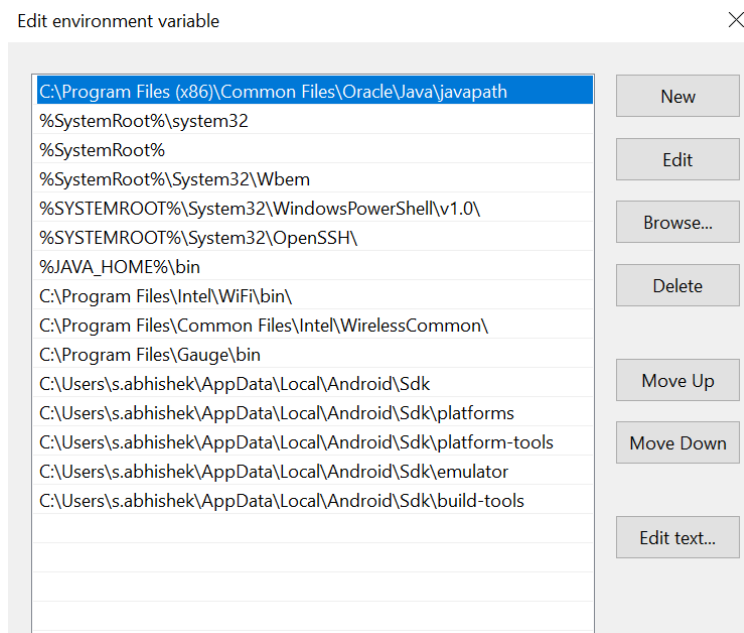 Edit environment variable
C:\Program Files (x86)\Common Files\Oracle\Java\javapath
%SystemRoot%\system32
%SystemRoot%
%SystemRoot%\System32\Wbem
%SYSTEMROOT%\System32\WindowsPowerShell\v1.0\
%SYSTEMROOT%\System32\OpenSSH\
%JAVA_HOME%\bin
C:\Program Files\Intel\WiFi\bin\
C:\Program Files\Common Files\Intel\WirelessCommon\
C:\Program Files\Gauge\bin
C:\Users\s.abhishek\AppData\Local\Android\Sdk
C:\Users\s.abhishek\AppData\Local\Android\Sdk\platforms
C:\Users\s.abhishek\AppData\Local\Android\Sdk\platform-tools
C:\Users\s.abhishek\AppData\Local\Android\Sdk\emulator
C:\Users\s.abhishek\AppData\Local\Android\Sdk\build-tools
New
Edit
Browse...
Delete
Move Up
Move Down
Edit text...